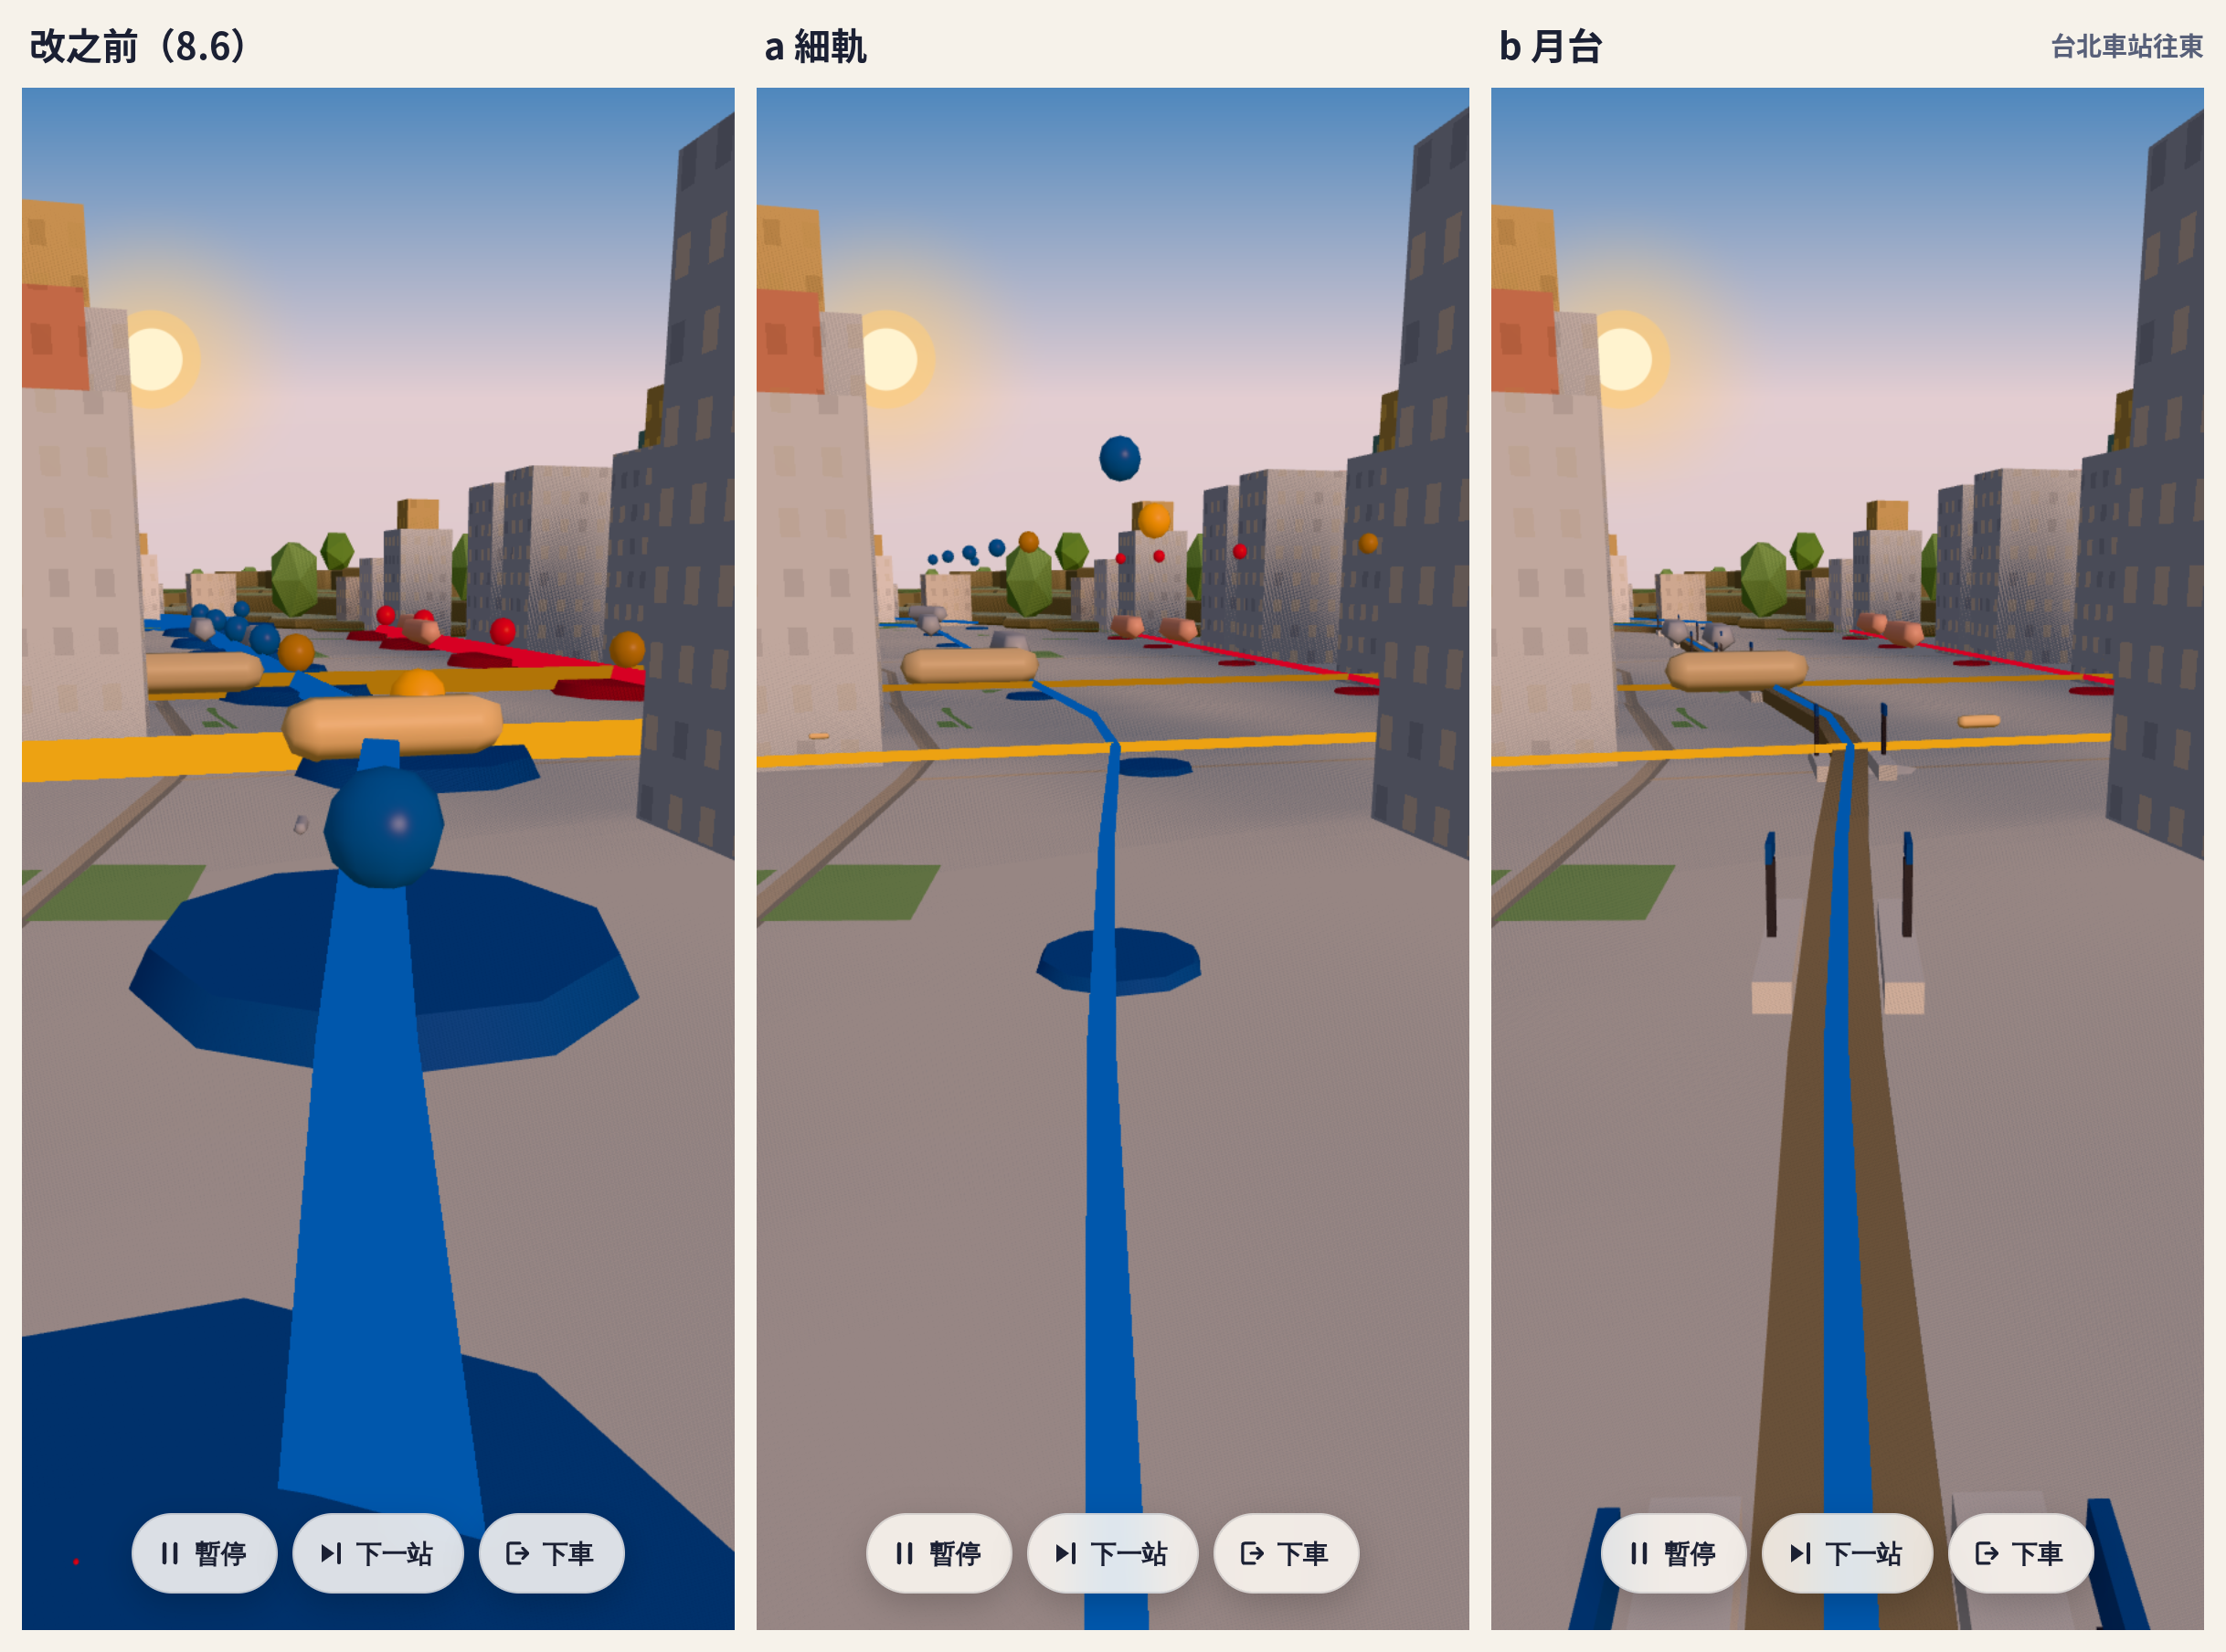 改之前（8.6）
a 細軌
b 月台
台北車站往東
暫停
下一站
下車
暫停
下一站
下車
暫停
下一站
下車